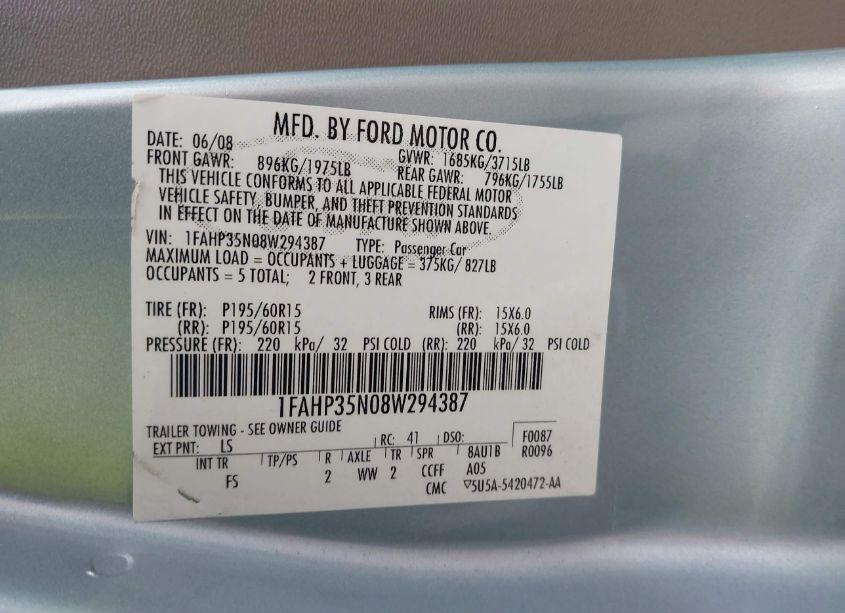 MFD. BY FORD MOTOR CO.
DATE: 06/08 GVWR: 1685KG/3715LB
FRONT GAWR: 896KG/1975LB REAR GAWR: 796KG/1755LB
THIS VEHICLE CONFORMS TO ALL APPLICABLE FEDERAL MOTOR
VEHICLE SAFETY, BUMPER, AND THEFT PREVENTION STANDARDS
IN EFFECT ON THE DATE OF MANUFACTURE SHOWN ABOVE.
VIN: 1FAHP35N08W294387 TYPE: Passenger Car
MAXIMUM LOAD = OCCUPANTS + LUGGAGE = 375KG/ 827LB
OCCUPANTS = 5 TOTAL; 2 FRONT, 3 REAR
TIRE (FR): P195/60R15 RIMS (FR): 15X6.0
(RR): P195/60R15 (RR): 15X6.0
PRESSURE (FR): 220 kPa/ 32 PSI COLD (RR): 220 kPa/ 32 PSI COLD
1FAHP35N08W294387
TRAILER TOWING - SEE OWNER GUIDE
EXT PNT: LS RC: 41 DSO: F0087
INT TR TP/PS R AXLE TR SPR 8AU1B R0096
FS 2 WW 2 CCFF A05
CMC ▽5U5A-5420472-AA